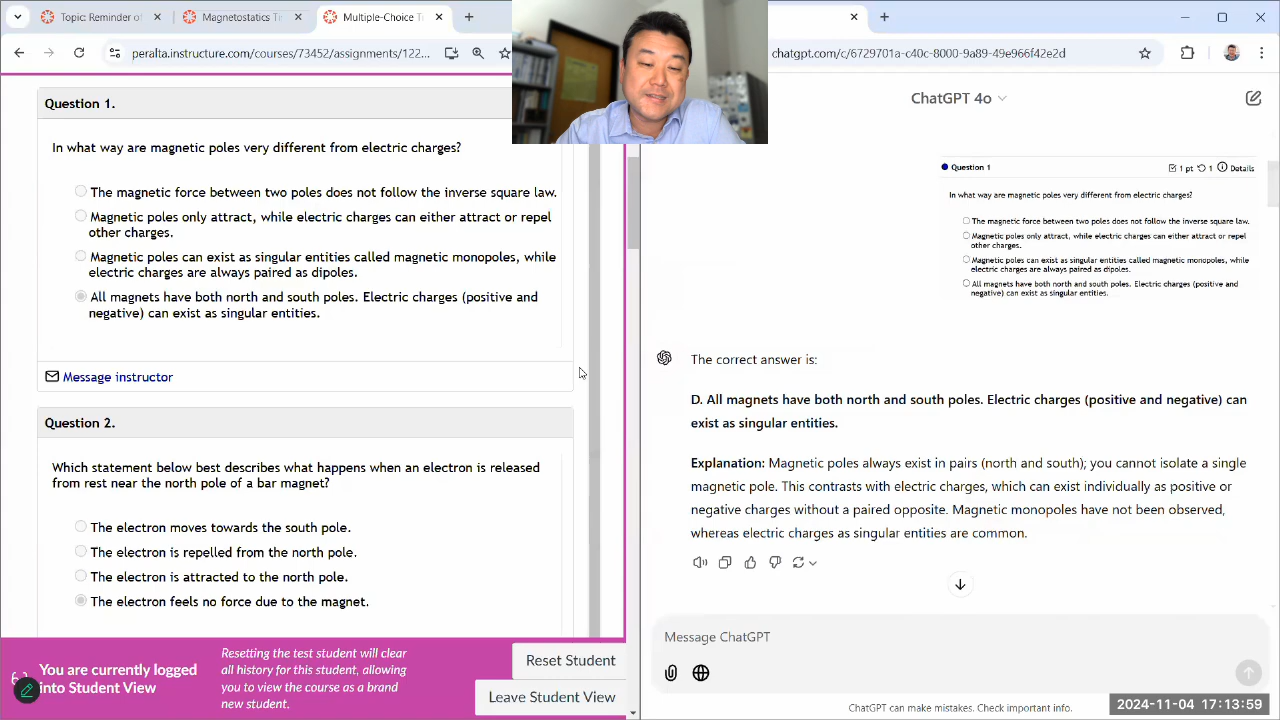 Topic Reminder of
Magnetostatics Tr
Multiple-Choice Tr
peralta.instructure.com/courses/73452/assignments/122...
chatgpt.com/c/6729701a-c40c-8000-9a89-49e966f42e2d
Question 1.
In what way are magnetic poles very different from electric charges?
The magnetic force between two poles does not follow the inverse square law.
Magnetic poles only attract, while electric charges can either attract or repel
other charges.
Magnetic poles can exist as singular entities called magnetic monopoles, while
electric charges are always paired as dipoles.
All magnets have both north and south poles. Electric charges (positive and
negative) can exist as singular entities.
Message instructor
Question 2.
Which statement below best describes what happens when an electron is released
from rest near the north pole of a bar magnet?
The electron moves towards the south pole.
The electron is repelled from the north pole.
The electron is attracted to the north pole.
The electron feels no force due to the magnet.
You are currently logged
into Student View
Resetting the test student will clear
all history for this student, allowing
you to view the course as a brand
new student.
Reset Student
Leave Student View
ChatGPT 4o
Question 1
1 pt
1
Details
In what way are magnetic poles very different from electric charges?
The magnetic force between two poles does not follow the inverse square law.
Magnetic poles only attract, while electric charges can either attract or repel
other charges.
Magnetic poles can exist as singular entities called magnetic monopoles, while
electric charges are always paired as dipoles.
All magnets have both north and south poles. Electric charges (positive and
negative) can exist as singular entities.
The correct answer is:
D. All magnets have both north and south poles. Electric charges (positive and negative) can
exist as singular entities.
Explanation: Magnetic poles always exist in pairs (north and south); you cannot isolate a single
magnetic pole. This contrasts with electric charges, which can exist individually as positive or
negative charges without a paired opposite. Magnetic monopoles have not been observed,
whereas electric charges as singular entities are common.
Message ChatGPT
ChatGPT can make mistakes. Check important info.
2024-11-04 17:13:59